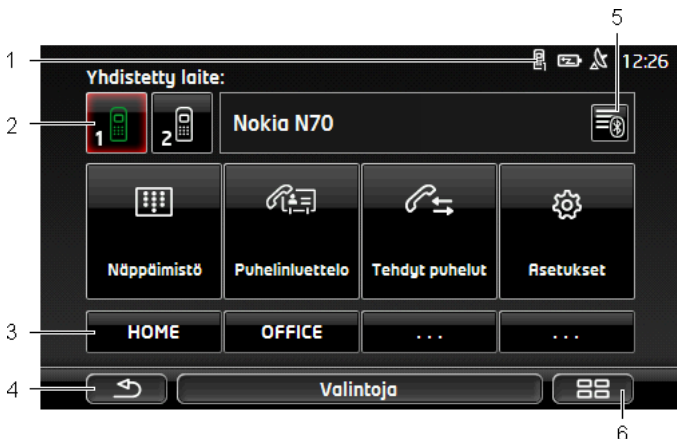 5
1
12:26
Yhdistetty laite:
2
1
2
Nokia N70
Näppäimistö
Puhelinluettelo
Tehdyt puhelut
Asetukset
3
HOME
OFFICE
...
...
4
Valintoja
6